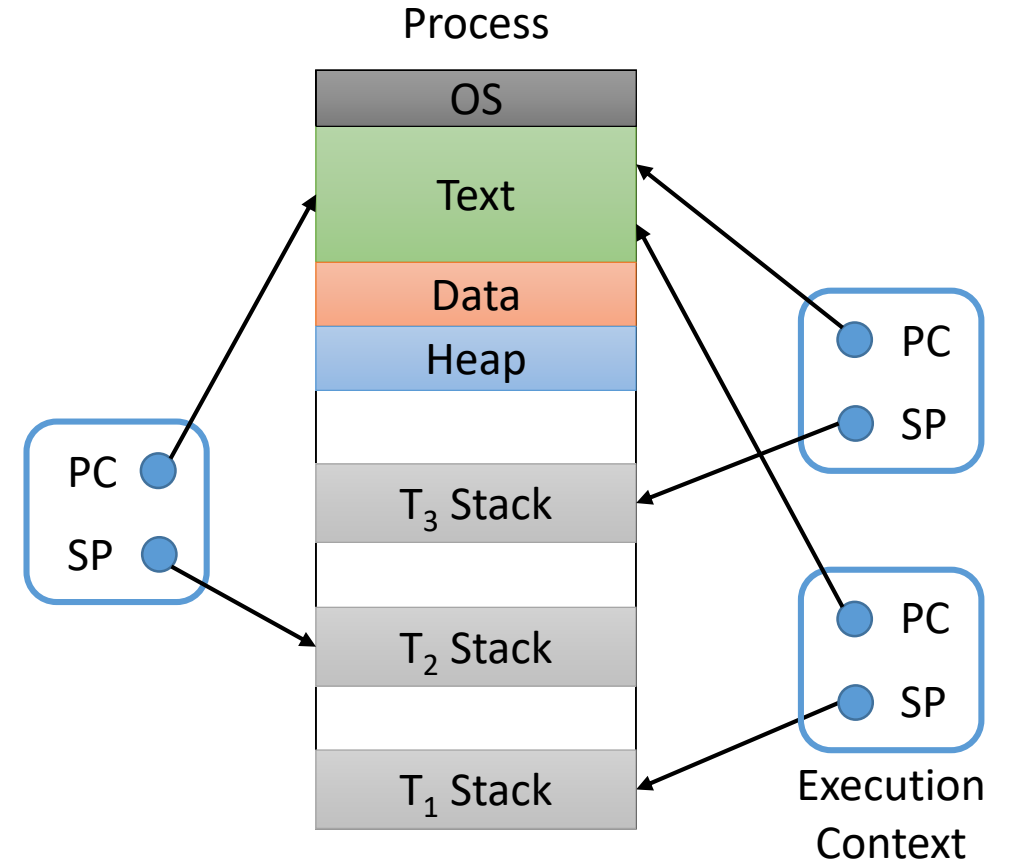 Process
OS
Text
Data
Heap
T3 Stack
T2 Stack
T1 Stack
PC
SP
PC
SP
PC
SP
Execution
Context